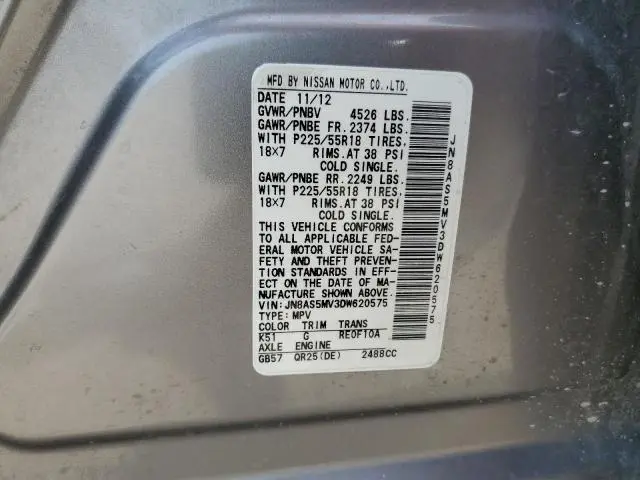 MFD BY NISSAN MOTOR CO.,LTD.
DATE 11/12
GVWR/PNBV 4526 LBS.
GAWR/PNBE FR. 2374 LBS.
WITH P225/55R18 TIRES,
18×7 RIMS.AT 38 PSI
COLD SINGLE.
GAWR/PNBE RR. 2249 LBS.
WITH P225/55R18 TIRES,
18×7 RIMS.AT 38 PSI
COLD SINGLE.
THIS VEHICLE CONFORMS
TO ALL APPLICABLE FED-
ERAL MOTOR VEHICLE SA-
FETY AND THEFT PREVEN-
TION STANDARDS IN EFF-
ECT ON THE DATE OF MA-
NUFACTURE SHOWN ABOVE.
VIN: JN8AS5MV3DW620575
TYPE: MPV
COLOR TRIM TRANS
K51 G RE0F10A
AXLE ENGINE
GB57 QR25(DE) 2488CC
JN8AS5MV3DW620575